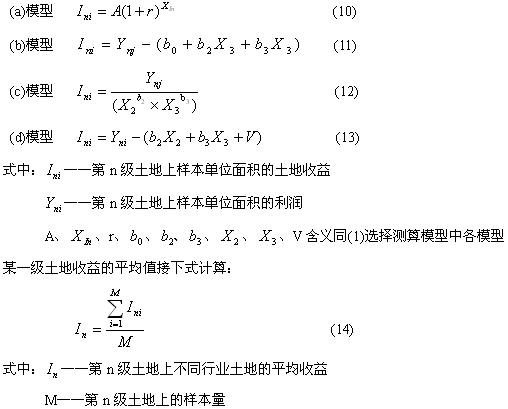 (a)模型 I_{ni} = A(1+r)^{X_{ln}} (10)
(b)模型 I_{ni} = Y_{nj} − (b_0 + b_2 X_3 + b_3 X_3) (11)
(c)模型 I_{ni} = \frac{Y_{nj}}{(X_2^{b_2} × X_3^{b_3})} (12)
(d)模型 I_{ni} = Y_{ni} − (b_2 X_2 + b_3 X_3 + V) (13)
式中：I_{ni}——第 n 级土地上样本单位面积的土地收益
Y_{ni}——第 n 级土地上样本单位面积的利润
A、X_{ln}、r、b_0、b_2、b_3、X_2、X_3、V 含义同(1)选择测算模型中各模型
某一级土地收益的平均值接下式计算：
I_n = \frac{\sum_{i=1}^{M} I_{ni}}{M} (14)
式中：I_n——第 n 级土地上不同行业土地的平均收益
M——第 n 级土地上的样本量